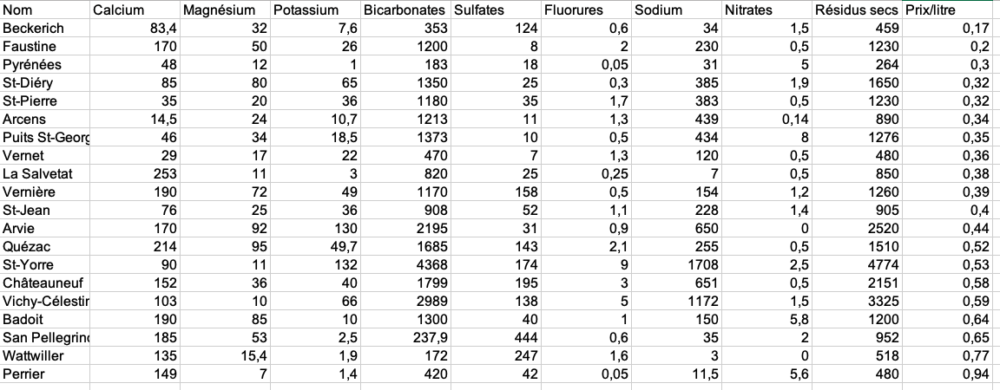 Nom Calcium Magnésium Potassium Bicarbonates Sulfates Fluorures Sodium Nitrates Résidus secs Prix/litre
Beckerich 83,4 32 7,6 353 124 0,6 34 1,5 459 0,17
Faustine 170 50 26 1200 8 2 230 0,5 1230 0,2
Pyrénées 48 12 1 183 18 0,05 31 5 264 0,3
St-Diéry 85 80 65 1350 25 0,3 385 1,9 1650 0,32
St-Pierre 35 20 36 1180 35 1,7 383 0,5 1230 0,32
Arcens 14,5 24 10,7 1213 11 1,3 439 0,14 890 0,34
Puits St-Georg 46 34 18,5 1373 10 0,5 434 8 1276 0,35
Vernet 29 17 22 470 7 1,3 120 0,5 480 0,36
La Salvetat 253 11 3 820 25 0,25 7 0,5 850 0,38
Vernière 190 72 49 1170 158 0,5 154 1,2 1260 0,39
St-Jean 76 25 36 908 52 1,1 228 1,4 905 0,4
Arvie 170 92 130 2195 31 0,9 650 0 2520 0,44
Quézac 214 95 49,7 1685 143 2,1 255 0,5 1510 0,52
St-Yorre 90 11 132 4368 174 9 1708 2,5 4774 0,53
Châteauneuf 152 36 40 1799 195 3 651 0,5 2151 0,58
Vichy-Célestin 103 10 66 2989 138 5 1172 1,5 3325 0,59
Badoit 190 85 10 1300 40 1 150 5,8 1200 0,64
San Pellegrino 185 53 2,5 237,9 444 0,6 35 2 952 0,65
Wattwiller 135 15,4 1,9 172 247 1,6 3 0 518 0,77
Perrier 149 7 1,4 420 42 0,05 11,5 5,6 480 0,94